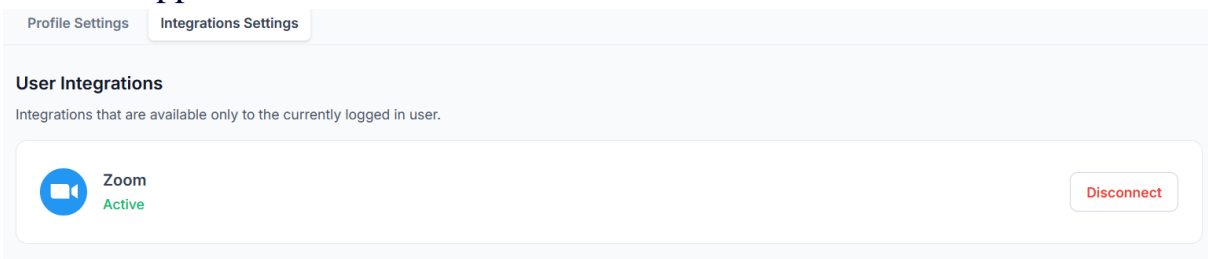 Profile Settings Integrations Settings
User Integrations
Integrations that are available only to the currently logged in user.
Zoom
Active
Disconnect